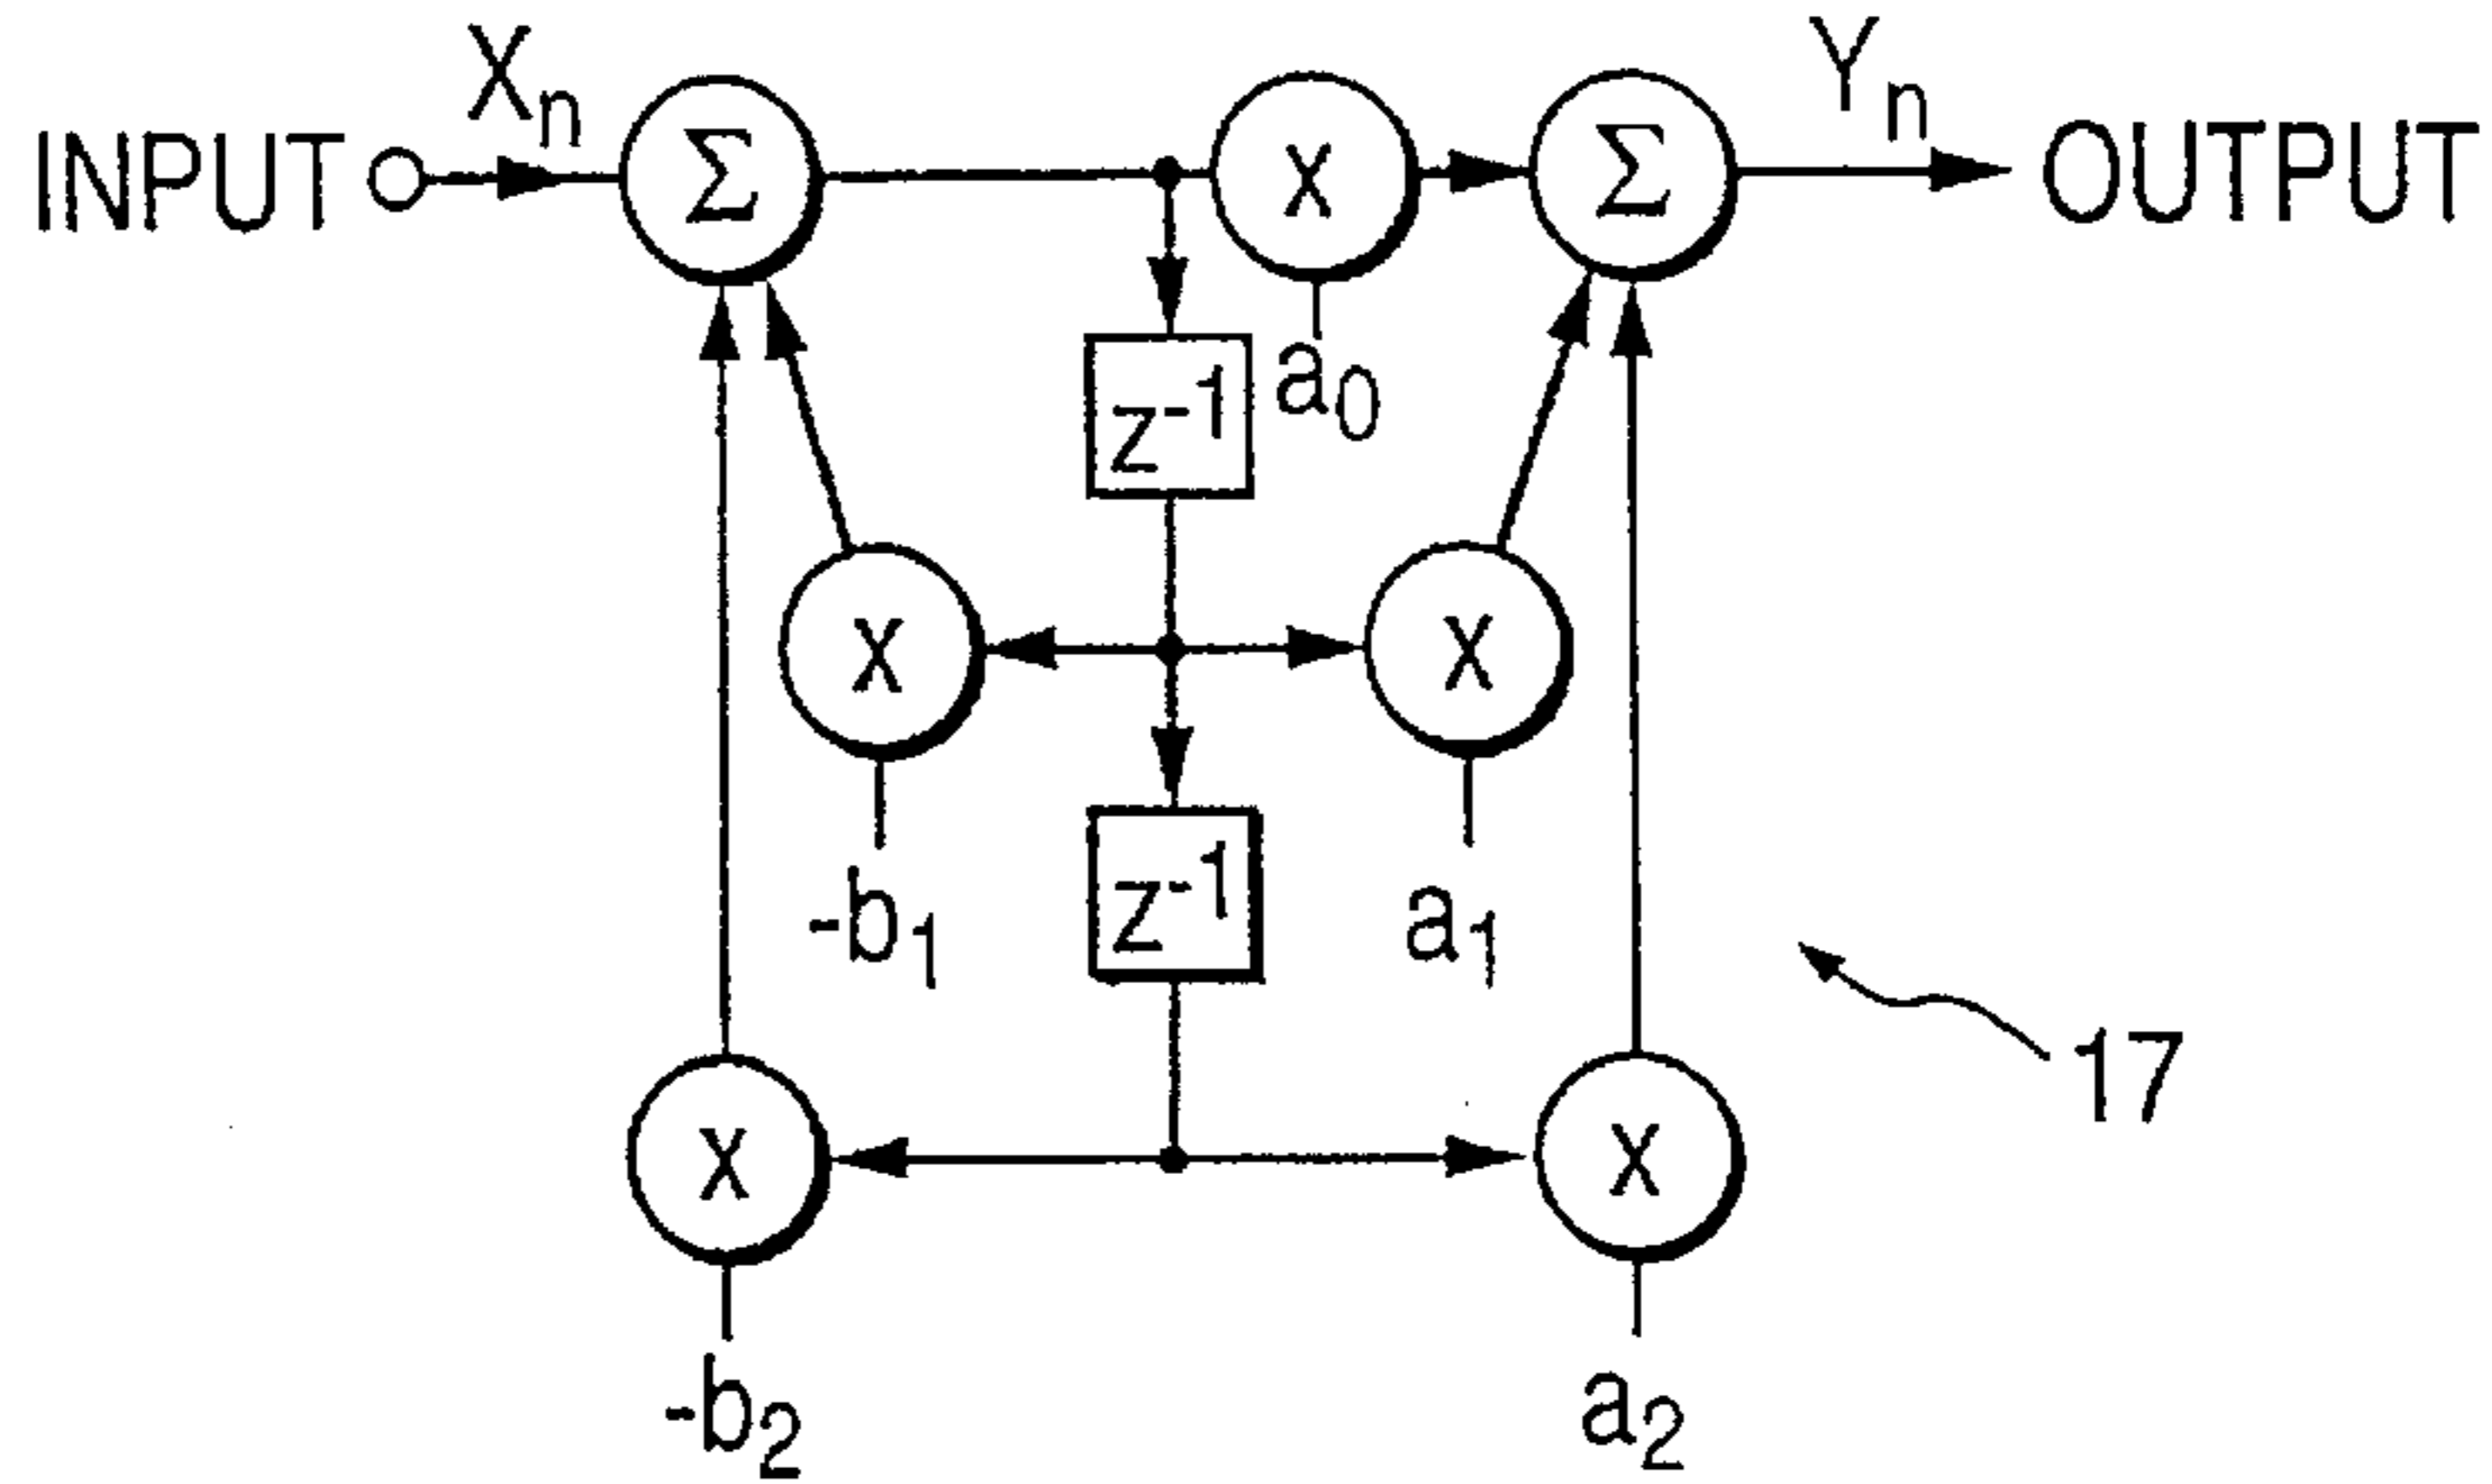 INPUT
Xn
Σ
x
Σ
Yn
OUTPUT
z-1
a0
x
x
-b1
z-1
a1
17
x
x
-b2
a2